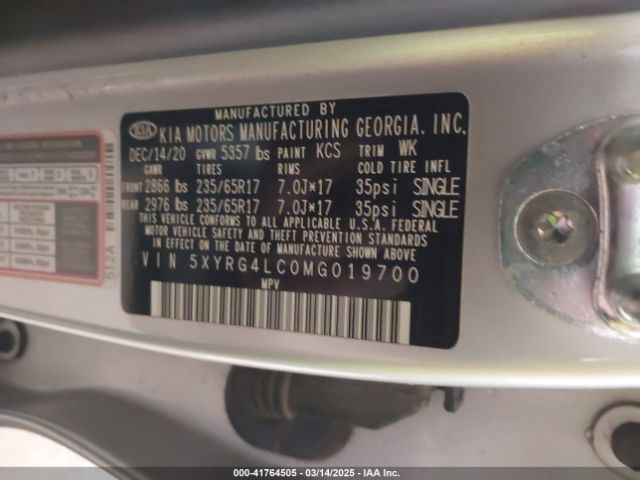 MANUFACTURED BY
KIA KIA MOTORS MANUFACTURING GEORGIA, INC.
DEC/14/20 GVWR 5357 lbs PAINT KCS TRIM WK
GAWR TIRES RIMS COLD TIRE INFL
FRONT 2866 lbs 235/65R17 7.0J×17 35psi SINGLE
REAR 2976 lbs 235/65R17 7.0J×17 35psi SINGLE
THIS VEHICLE CONFORMS TO ALL APPLICABLE U.S. FEDERAL
MOTOR VEHICLE SAFETY AND THEFT PREVENTION STANDARDS
IN EFFECT ON THE DATE OF MANUFACTURE SHOWN ABOVE
VIN 5XYRG4LC0MG019700
MPV
512A
000-41764505 - 03/14/2025 - IAA Inc.